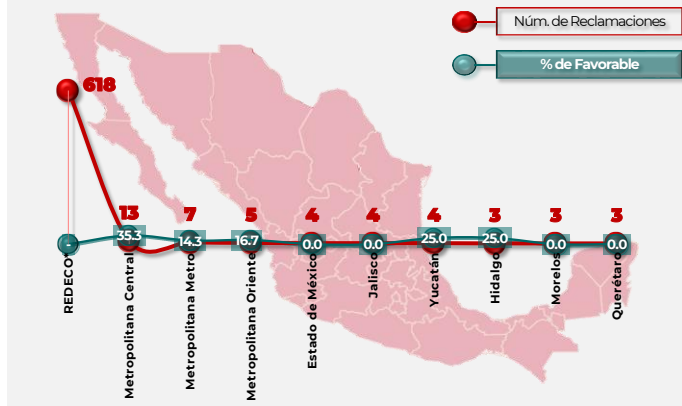 Núm. de Reclamaciones
% de Favorable
618
13
7
5
4
4
4
3
3
3
-
35.3
14.3
16.7
0.0
0.0
25.0
25.0
0.0
0.0
REDECO*
Metropolitana Central
Metropolitana Metro
Metropolitana Oriente
Estado de México
Jalisco
Yucatán
Hidalgo
Morelos
Querétaro